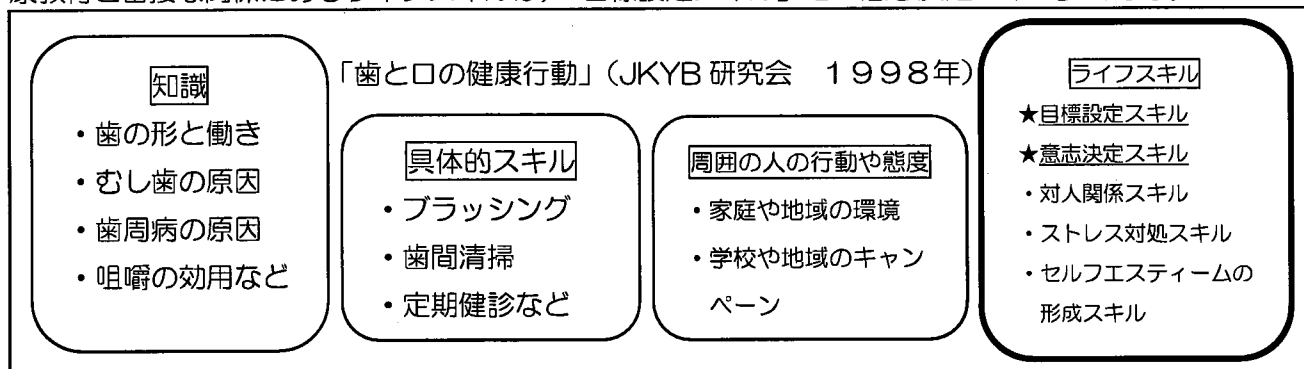 「歯と口の健康行動」(JKYB研究会 1998年)
知識
・歯の形と働き
・むし歯の原因
・歯周病の原因
・咀嚼の効用など
具体的スキル
・ブラッシング
・歯間清掃
・定期健診など
周囲の人の行動や態度
・家庭や地域の環境
・学校や地域のキャン
ペーン
ライフスキル
★目標設定スキル
★意志決定スキル
・対人関係スキル
・ストレス対処スキル
・セルフエスティームの
形成スキル